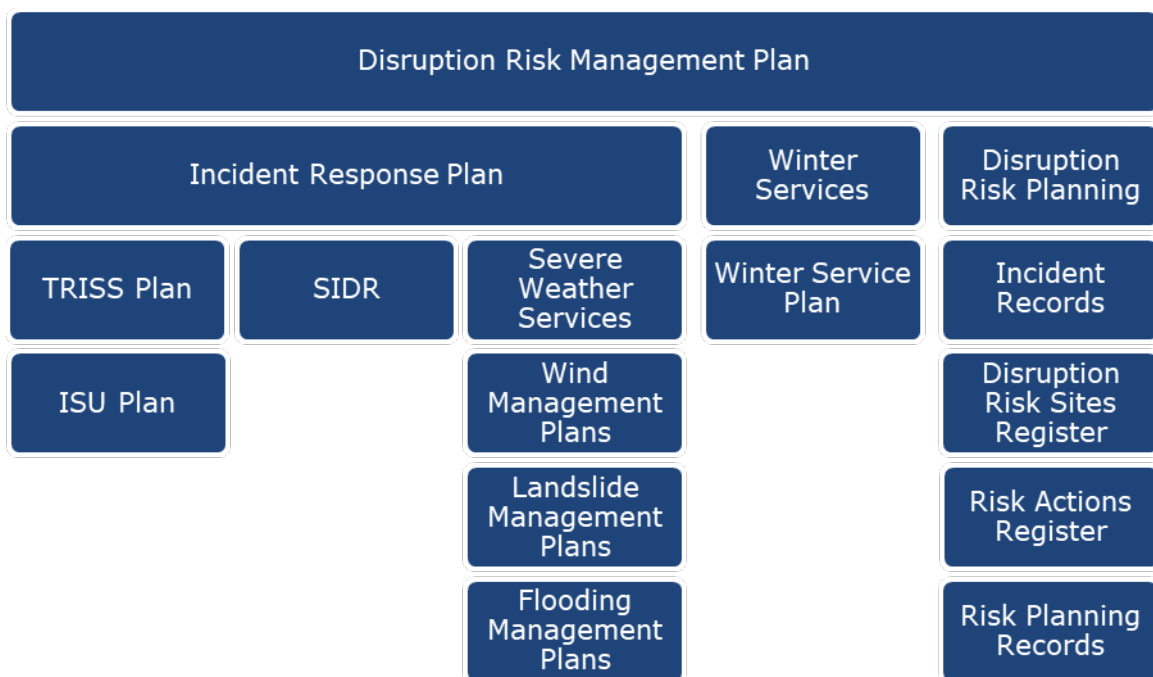 Disruption Risk Management Plan
Incident Response Plan
Winter
Services
Disruption
Risk Planning
TRISS Plan
SIDR
Severe
Weather
Services
Winter Service
Plan
Incident
Records
ISU Plan
Wind
Management
Plans
Disruption
Risk Sites
Register
Landslide
Management
Plans
Risk Actions
Register
Flooding
Management
Plans
Risk Planning
Records